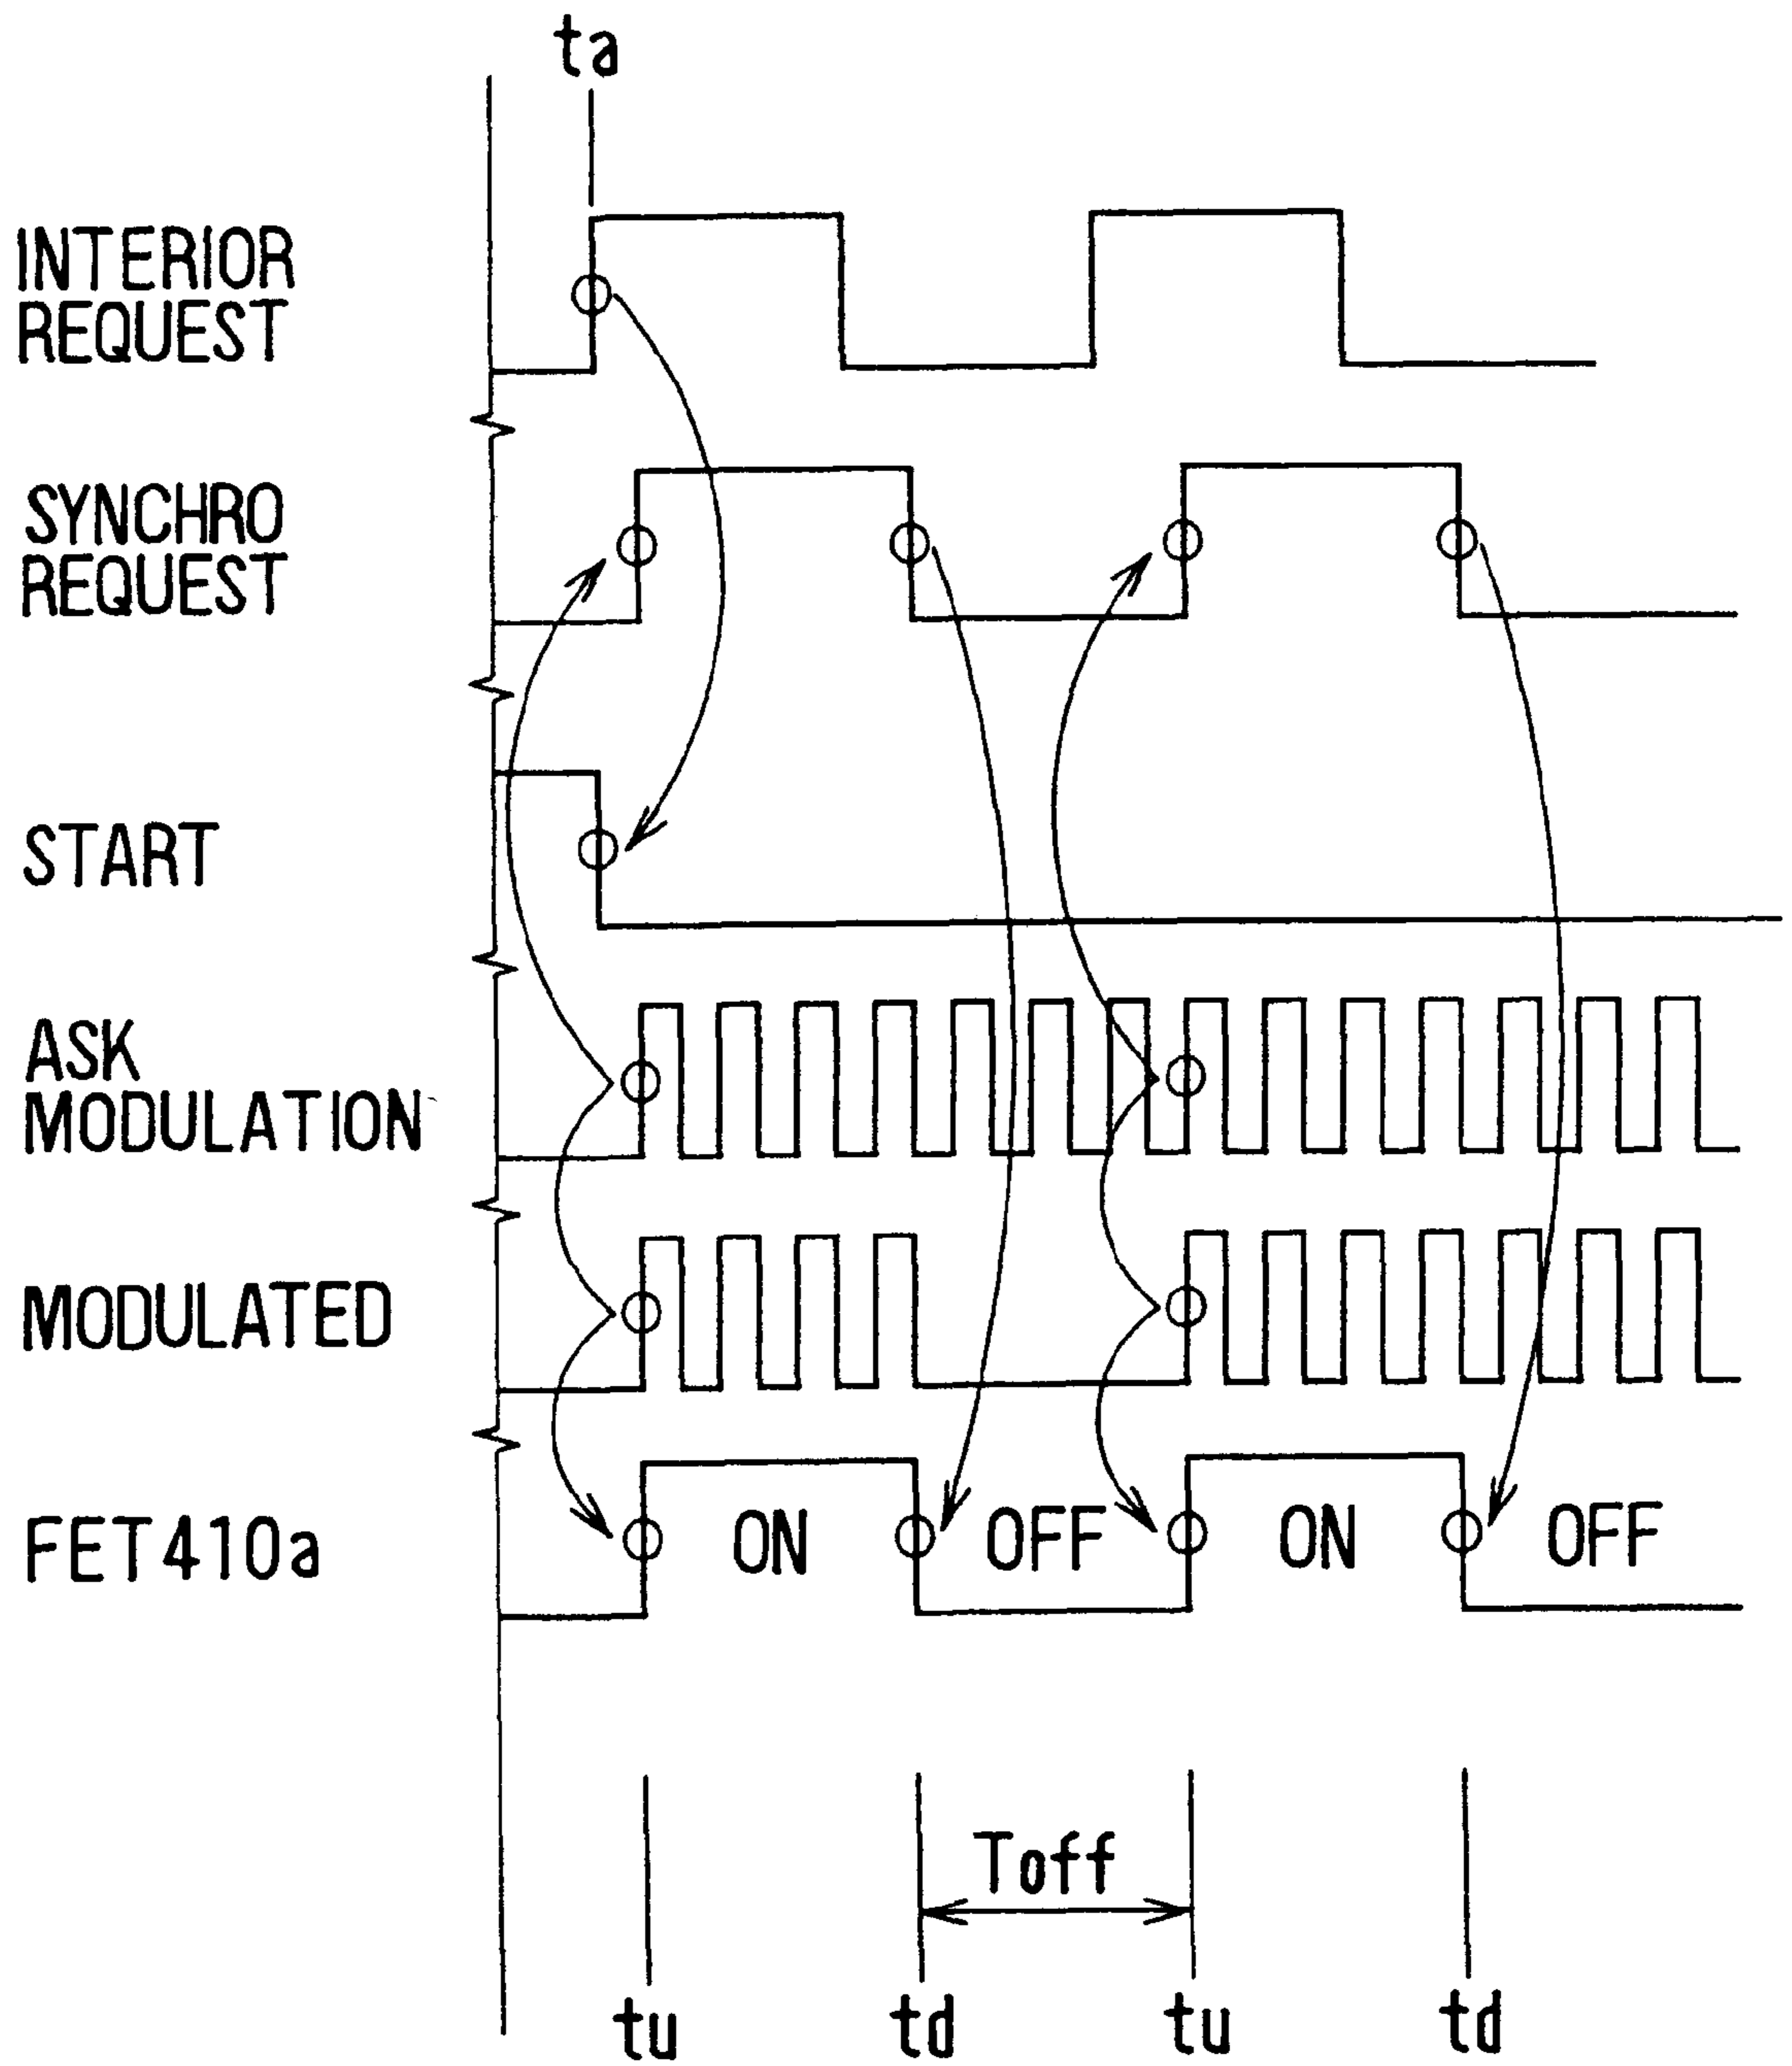 ta
INTERIOR
REQUEST
SYNCHRO
REQUEST
START
ASK
MODULATION
MODULATED
FET410a
ON
OFF
ON
OFF
Toff
tu
td
tu
td